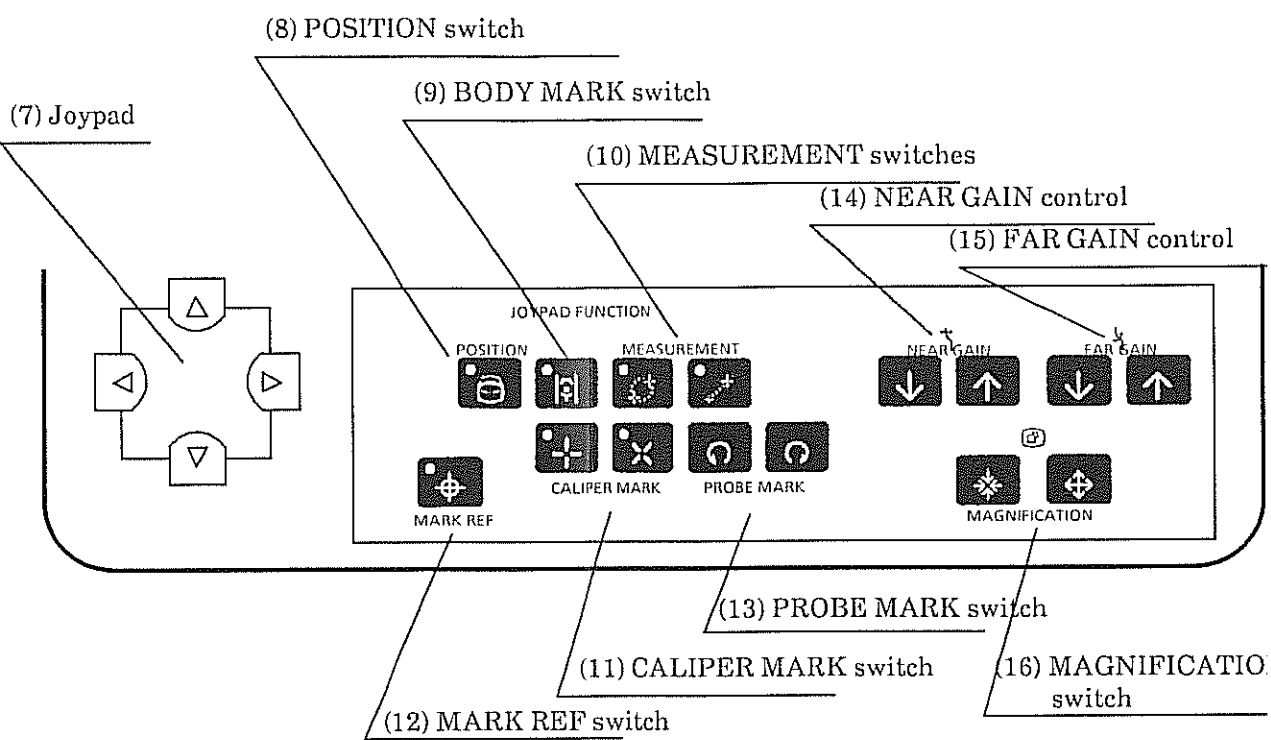 (8) POSITION switch
(9) BODY MARK switch
(7) Joypad
(10) MEASUREMENT switches
(14) NEAR GAIN control
(15) FAR GAIN control
JOYPAD FUNCTION
POSITION MEASUREMENT NEAR GAIN FAR GAIN
CALIPER MARK PROBE MARK
MARK REF MAGNIFICATION
(13) PROBE MARK switch
(11) CALIPER MARK switch
(16) MAGNIFICATIO
switch
(12) MARK REF switch